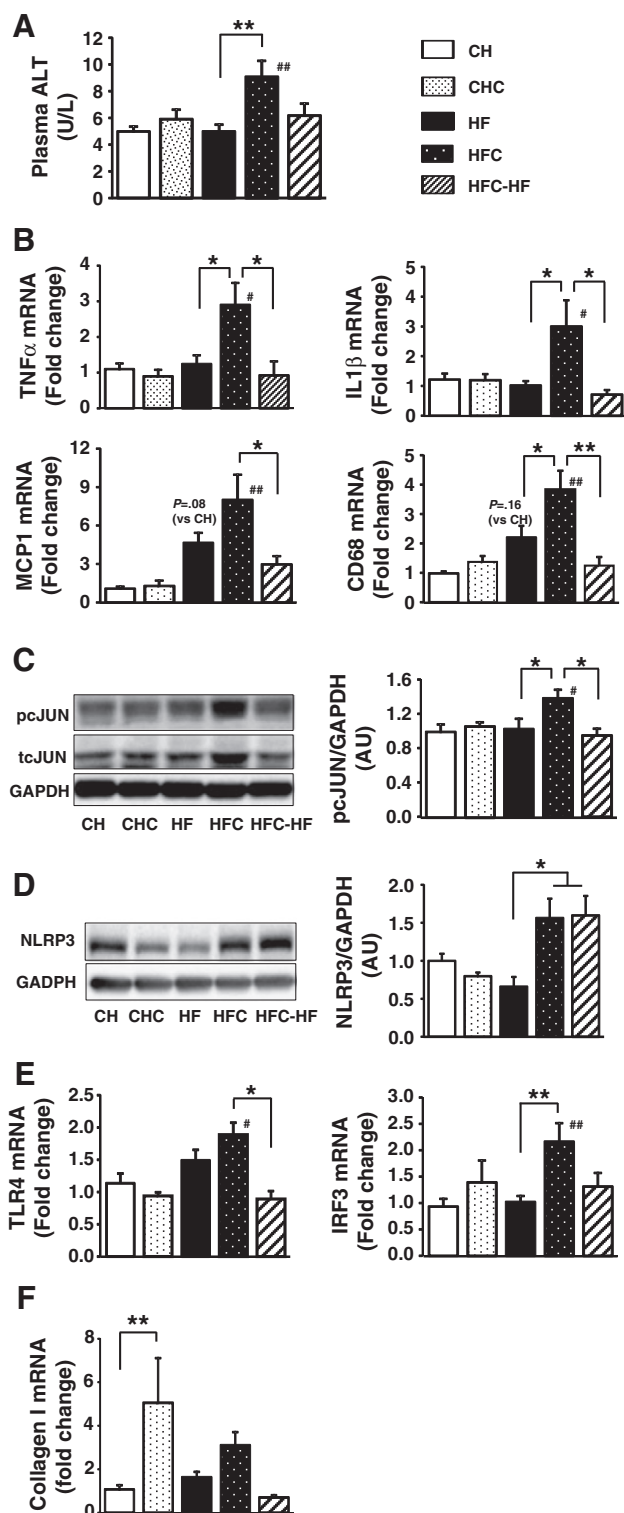 A
Plasma ALT
(U/L)
12
10
8
6
4
2
0
**
##
CH
CHC
HF
HFC
HFC-HF
B
TNFα mRNA
(Fold change)
4
3
2
1
0
*
*
#
IL1β mRNA
(Fold change)
5
4
3
2
1
0
*
*
#
MCP1 mRNA
(Fold change)
12
9
6
3
0
P=.08
(vs CH)
*
##
CD68 mRNA
(Fold change)
5
4
3
2
1
0
P=.16
(vs CH)
*
**
##
C
pcJUN
tcJUN
GAPDH
CH CHC HF HFC HFC-HF
pcJUN/GAPDH
(AU)
1.6
1.2
0.8
0.4
0.0
*
*
#
D
NLRP3
GADPH
CH CHC HF HFC HFC-HF
NLRP3/GAPDH
(AU)
2.0
1.5
1.0
0.5
0.0
*
E
TLR4 mRNA
(Fold change)
2.5
2.0
1.5
1.0
0.5
0.0
*
#
IRF3 mRNA
(Fold change)
3.0
2.5
2.0
1.5
1.0
0.5
0.0
**
##
F
Collagen I mRNA
(fold change)
8
6
4
2
0
**